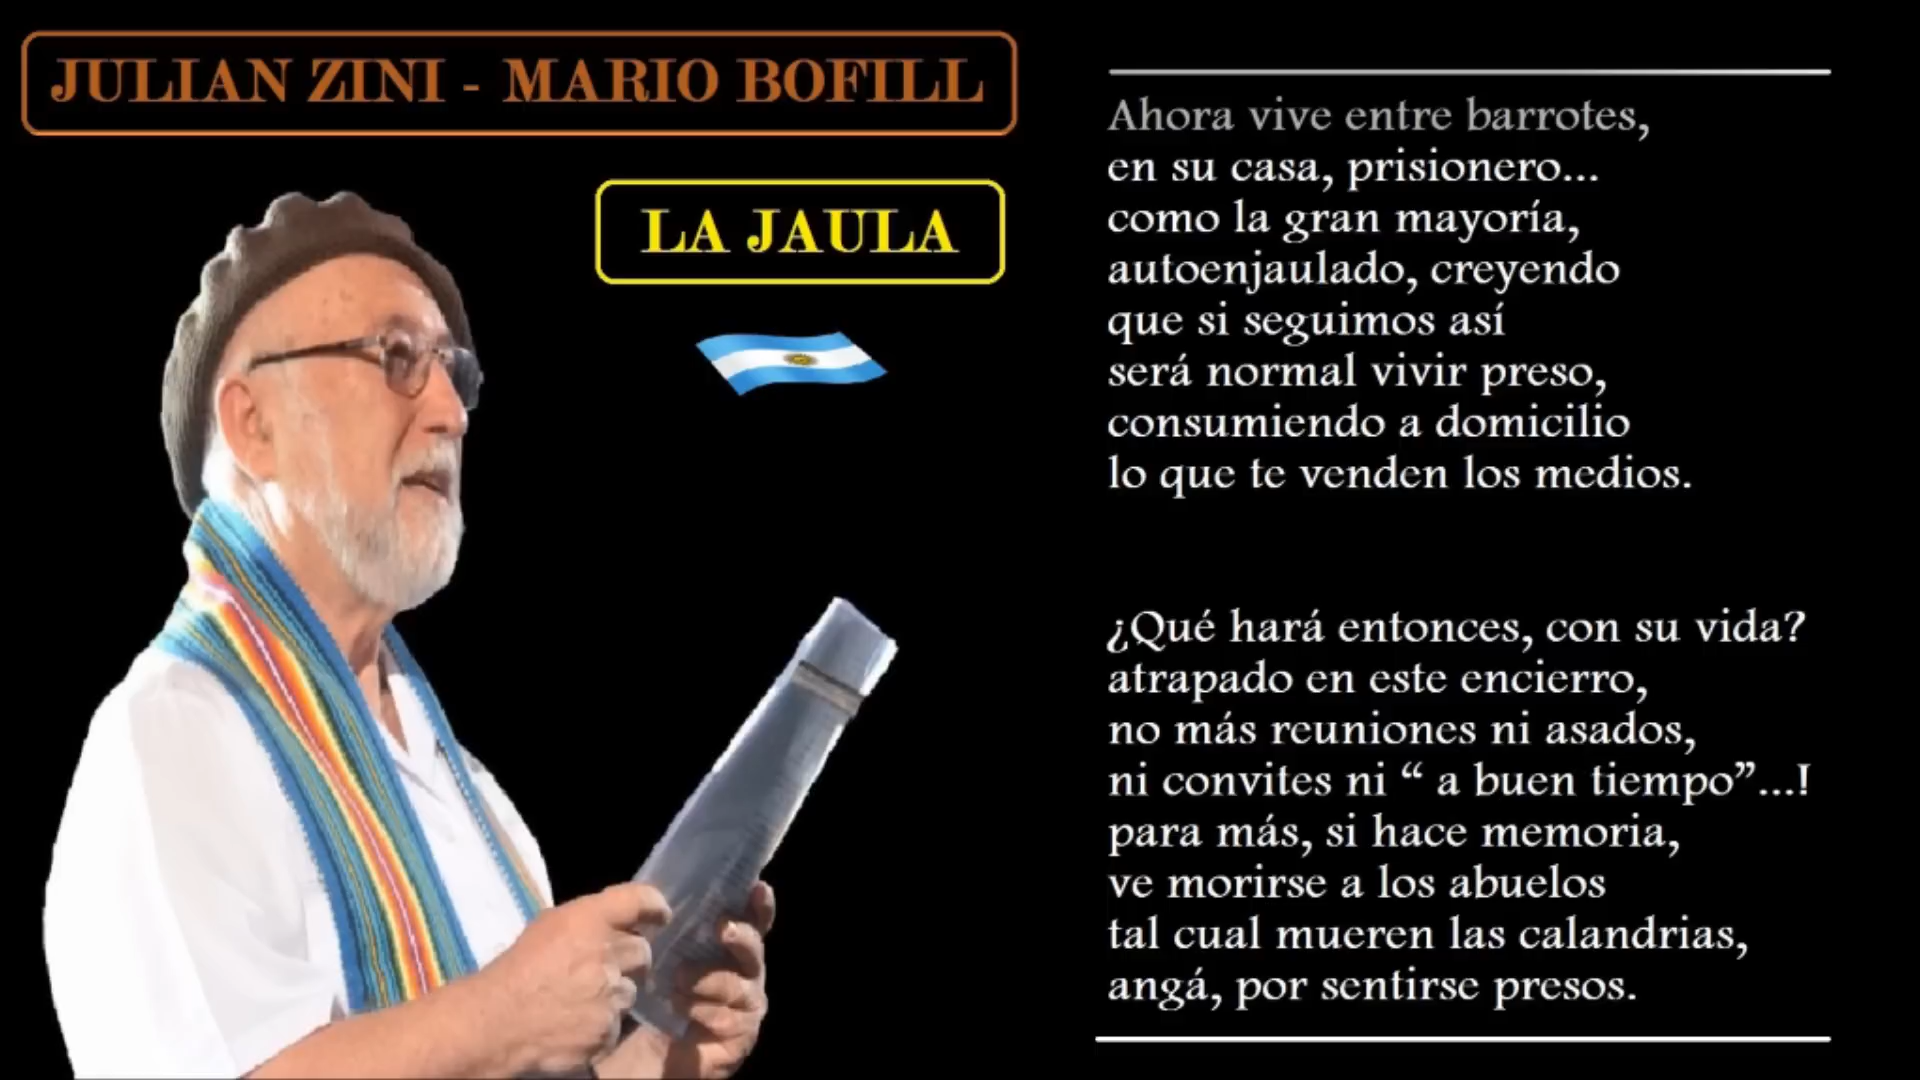 JULIAN ZINI - MARIO BOFILL
LA JAULA
Ahora vive entre barrotes,
en su casa, prisionero...
como la gran mayoría,
autoenjaulado, creyendo
que si seguimos así
será normal vivir preso,
consumiendo a domicilio
lo que te venden los medios.
¿Qué hará entonces, con su vida?
atrapado en este encierro,
no más reuniones ni asados,
ni convites ni “ a buen tiempo”...!
para más, si hace memoria,
ve morirse a los abuelos
tal cual mueren las calandrias,
angá, por sentirse presos.